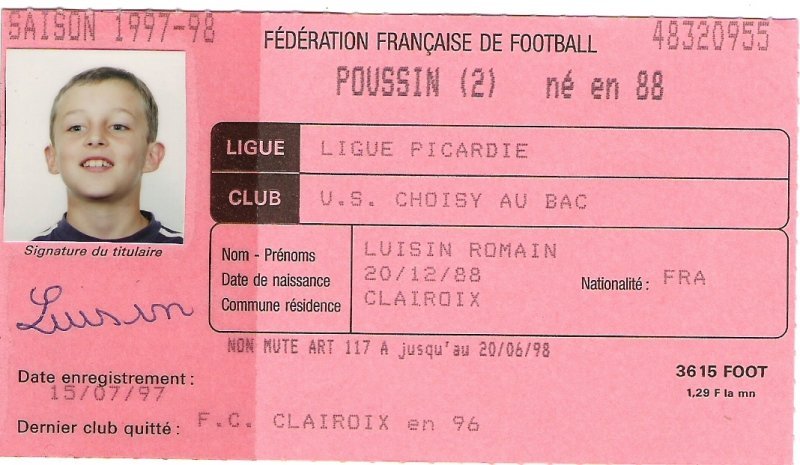 SAISON 1997-98
FÉDÉRATION FRANÇAISE DE FOOTBALL
48320955
POUSSIN (2) né en 88
LIGUE LIGUE PICARDIE
CLUB U.S. CHOISY AU BAC
Signature du titulaire
Luisin
Nom - Prénoms LUISIN ROMAIN
Date de naissance 20/12/88 Nationalité : FRA
Commune résidence CLAIROIX
NON MUTE ART 117 A jusqu'au 20/06/98
3615 FOOT
1,29 F la mn
Date enregistrement :
15/07/97
Dernier club quitté : F.C. CLAIROIX en 96